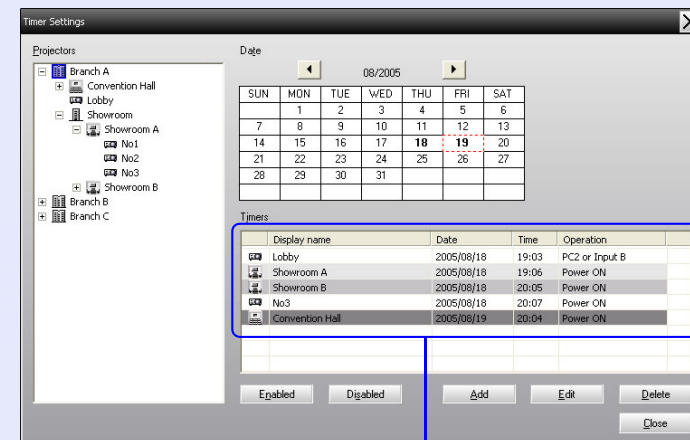 Timer Settings
Projectors
Branch A
Convention Hall
Lobby
Showroom
Showroom A
No1
No2
No3
Showroom B
Branch B
Branch C
Date
08/2005
SUN MON TUE WED THU FRI SAT
1 2 3 4 5 6
7 8 9 10 11 12 13
14 15 16 17 18 19 20
21 22 23 24 25 26 27
28 29 30 31
Timers
Display name Date Time Operation
Lobby 2005/08/18 19:03 PC2 or Input B
Showroom A 2005/08/18 19:06 Power ON
Showroom B 2005/08/18 20:05 Power ON
No3 2005/08/18 20:07 Power ON
Convention Hall 2005/08/19 20:04 Power ON
Enabled Disabled Add Edit Delete
Close